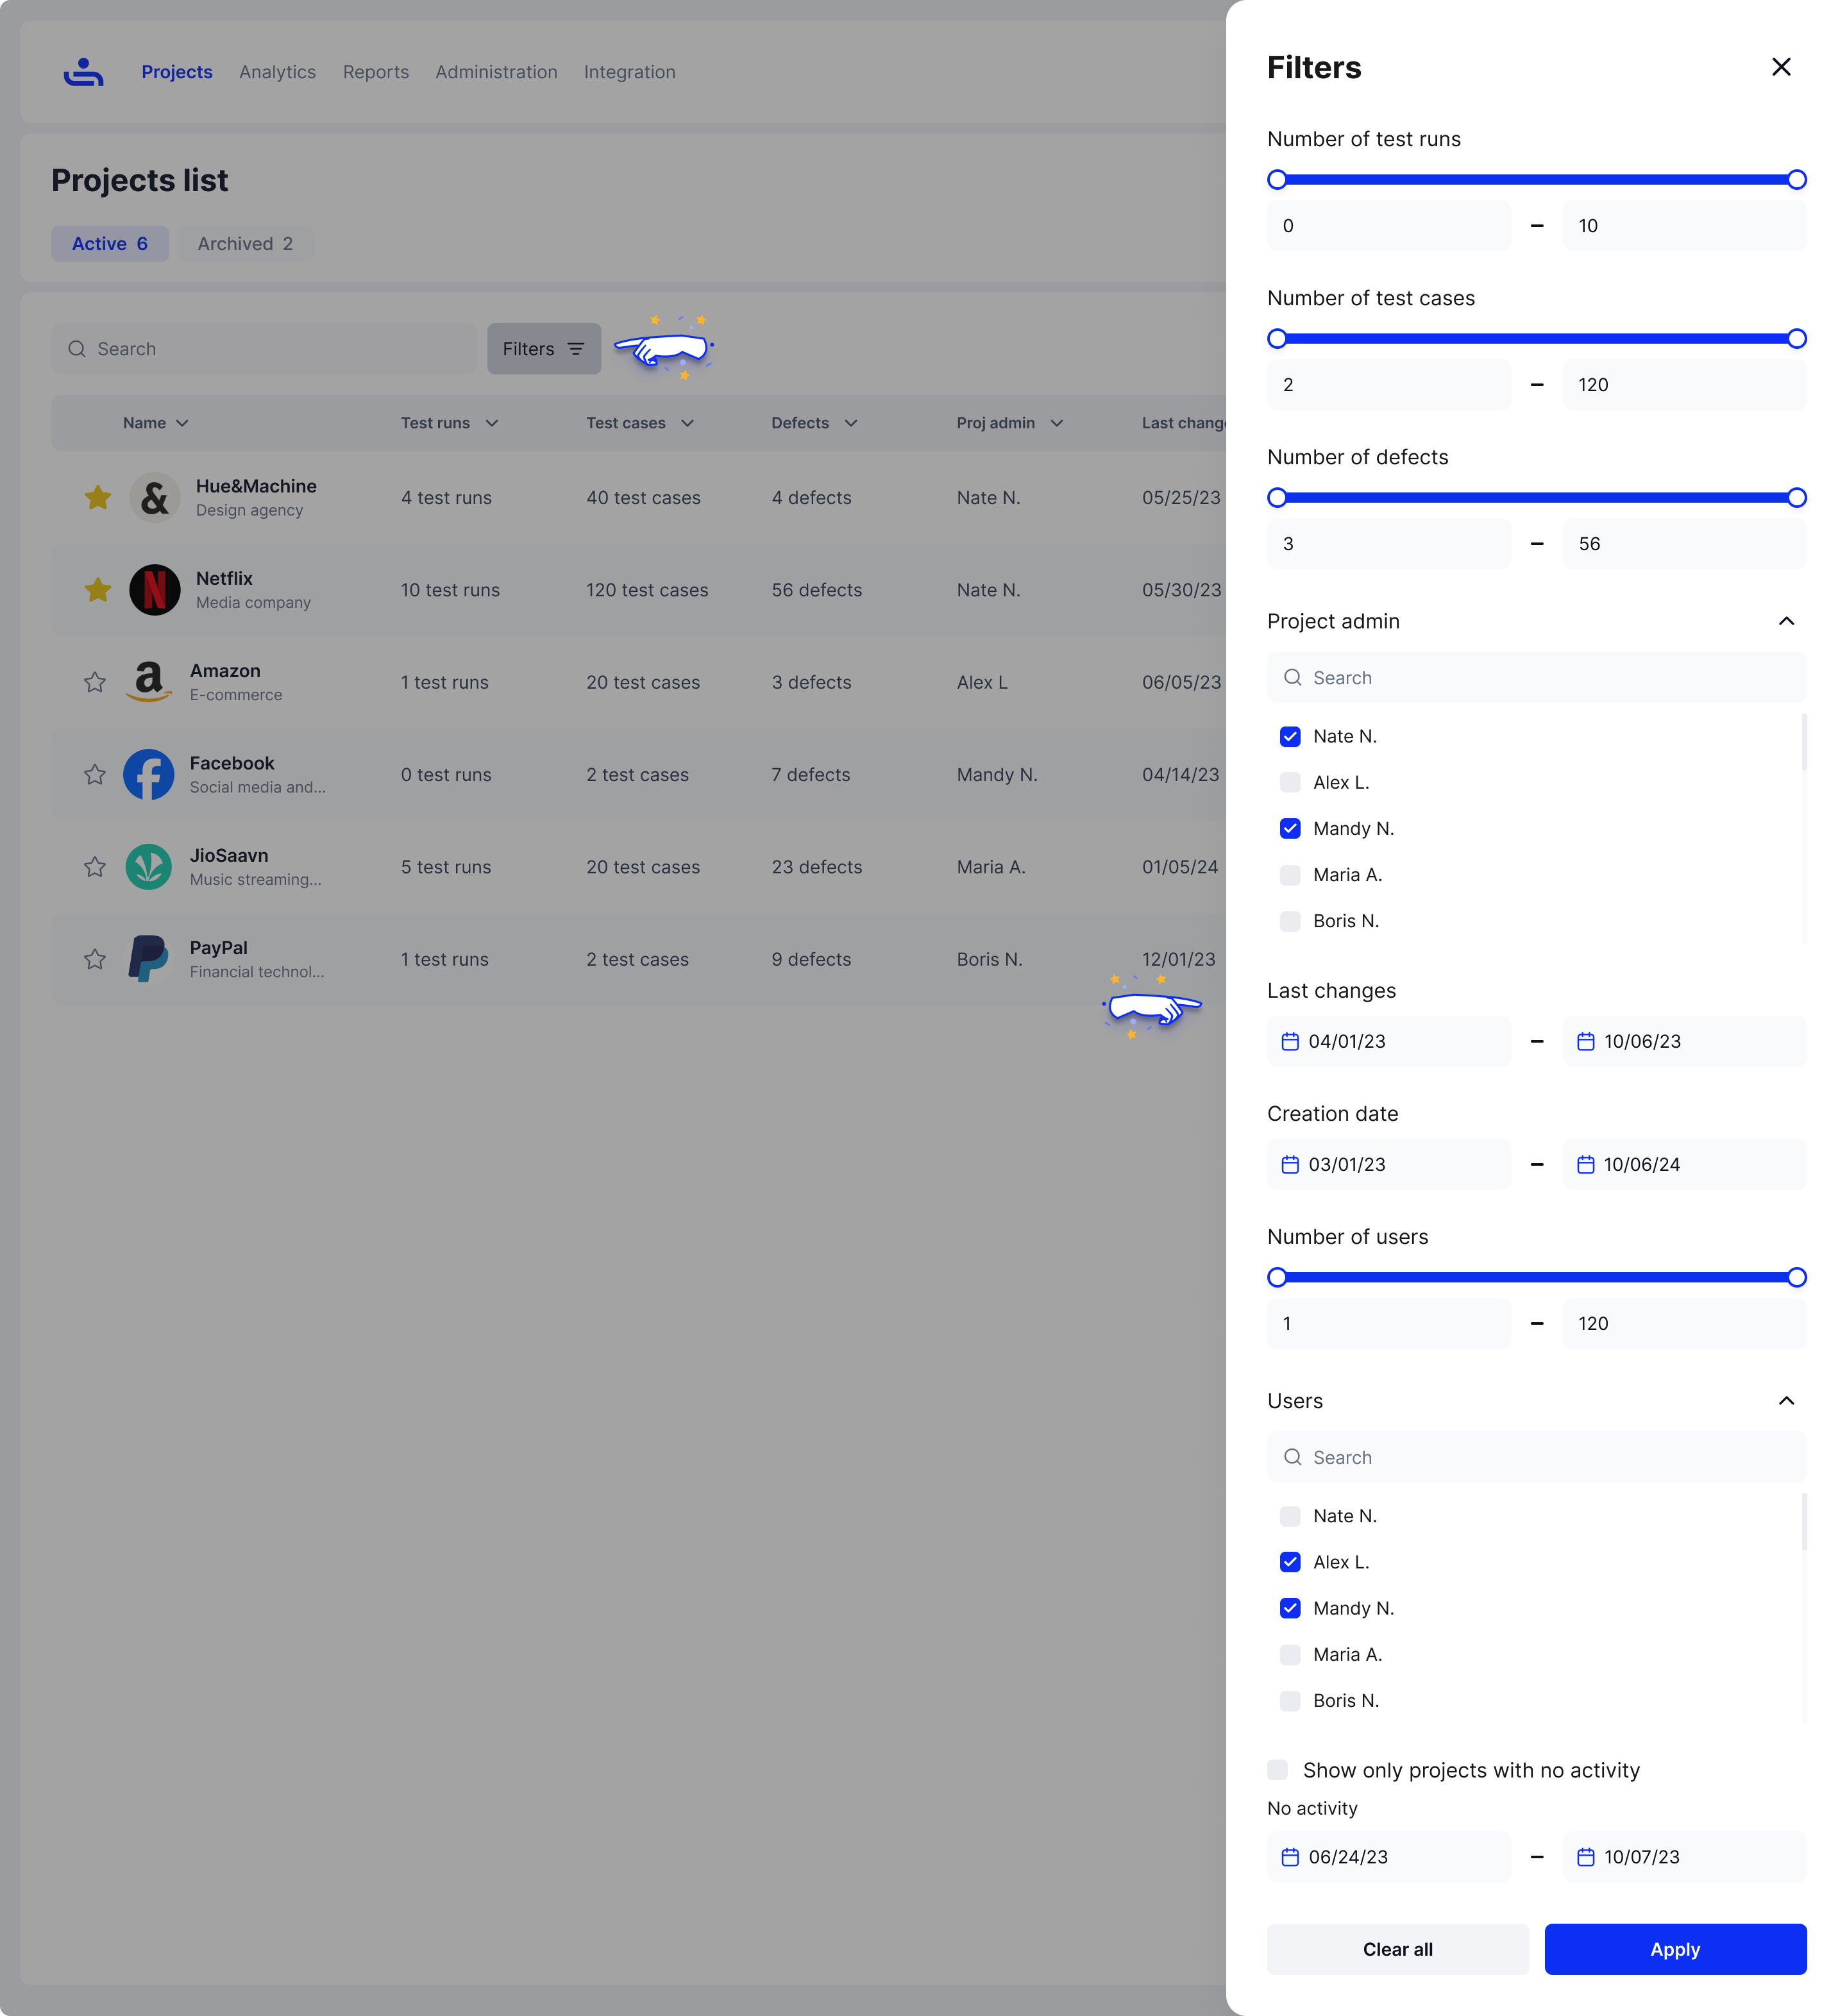 Projects Analytics Reports Administration Integration
Projects list
Active 6 Archived 2
Search Filters
Name Test runs Test cases Defects Proj admin Last change
Hue&Machine
Design agency
4 test runs 40 test cases 4 defects Nate N. 05/25/23
Netflix
Media company
10 test runs 120 test cases 56 defects Nate N. 05/30/23
Amazon
E-commerce
1 test runs 20 test cases 3 defects Alex L 06/05/23
Facebook
Social media and...
0 test runs 2 test cases 7 defects Mandy N. 04/14/23
JioSaavn
Music streaming...
5 test runs 20 test cases 23 defects Maria A. 01/05/24
PayPal
Financial technol...
1 test runs 2 test cases 9 defects Boris N. 12/01/23
Filters
Number of test runs
0 – 10
Number of test cases
2 – 120
Number of defects
3 – 56
Project admin
Search
Nate N.
Alex L.
Mandy N.
Maria A.
Boris N.
Last changes
04/01/23 – 10/06/23
Creation date
03/01/23 – 10/06/24
Number of users
1 – 120
Users
Search
Nate N.
Alex L.
Mandy N.
Maria A.
Boris N.
Show only projects with no activity
No activity
06/24/23 – 10/07/23
Clear all Apply